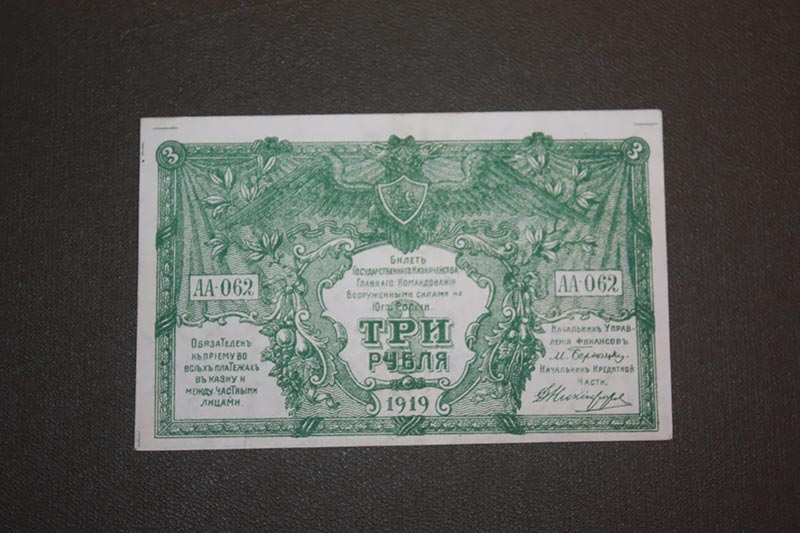 3
3
АА-062
АА-062
Билетъ
Государственнаго Казначейства
Главнаго Командованія
Вооруженными силами на
Югѣ Россіи
ТРИ
РУБЛЯ
1919
Обязателенъ
къ пріему во
всѣхъ платежахъ
въ казну и
между частными
лицами.
Начальникъ Управ-
ленія Финансовъ
Начальникъ Кредитной
Части.